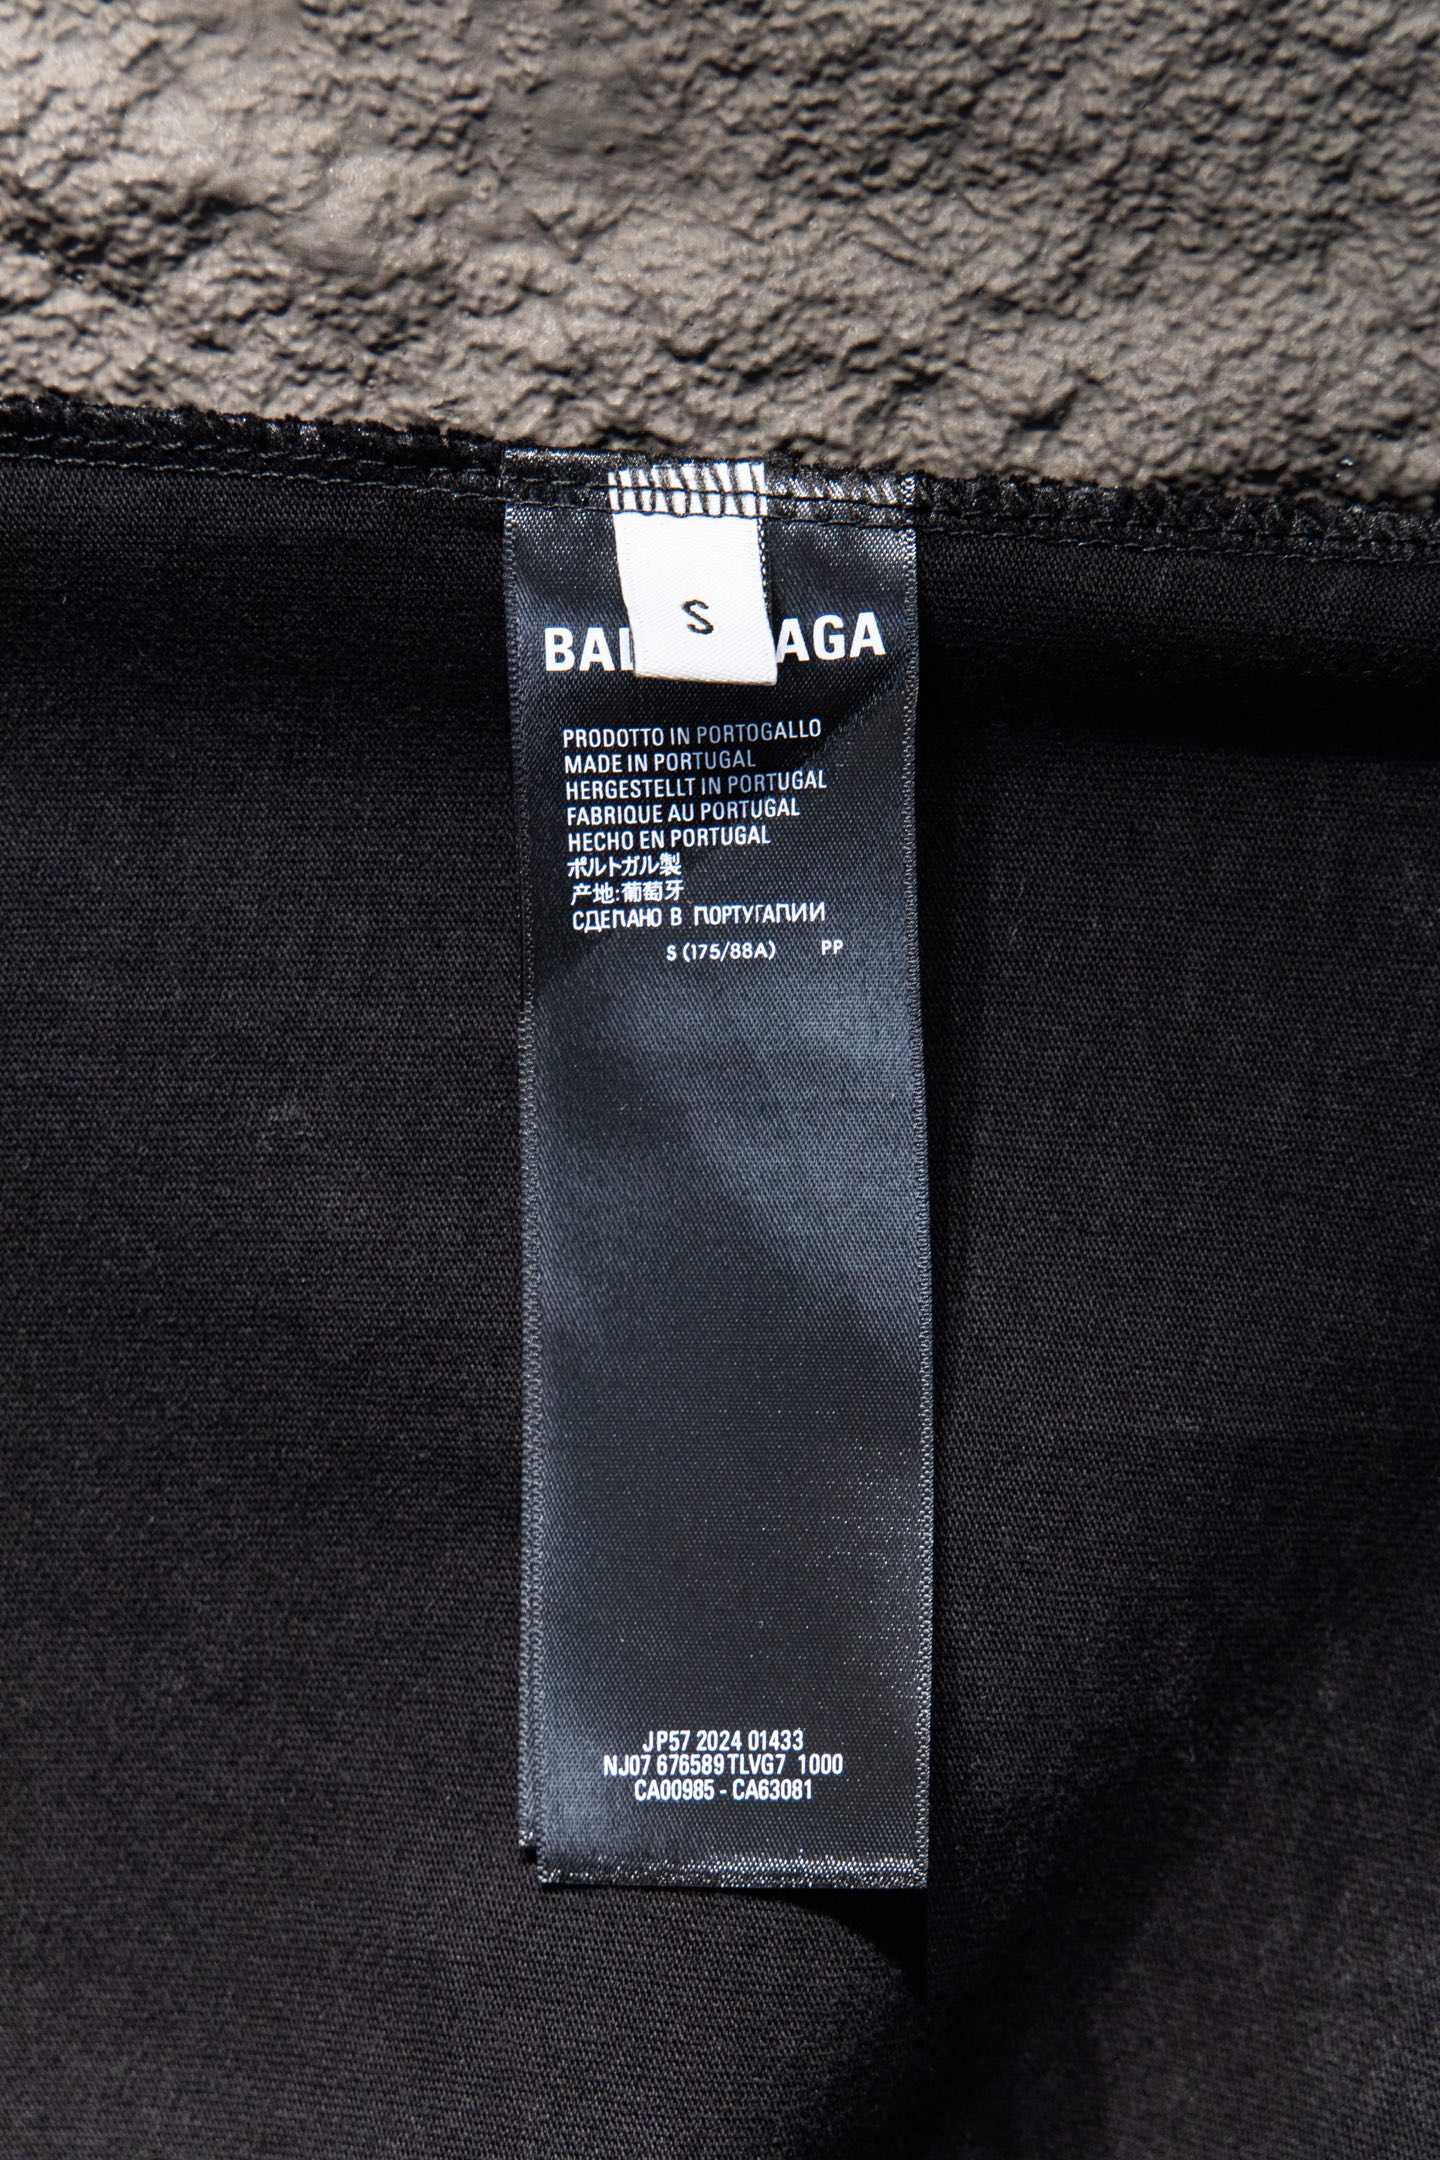 S
BAL AGA
PRODOTTO IN PORTOGALLO
MADE IN PORTUGAL
HERGESTELLT IN PORTUGAL
FABRIQUE AU PORTUGAL
HECHO EN PORTUGAL
ポルトガル製
产地:葡萄牙
СДЕПАНО В ПОРТУГАПИИ
S (175/88A) PP
JP57 2024 01433
NJ07 676589 TLVG7 1000
CA00985 - CA63081